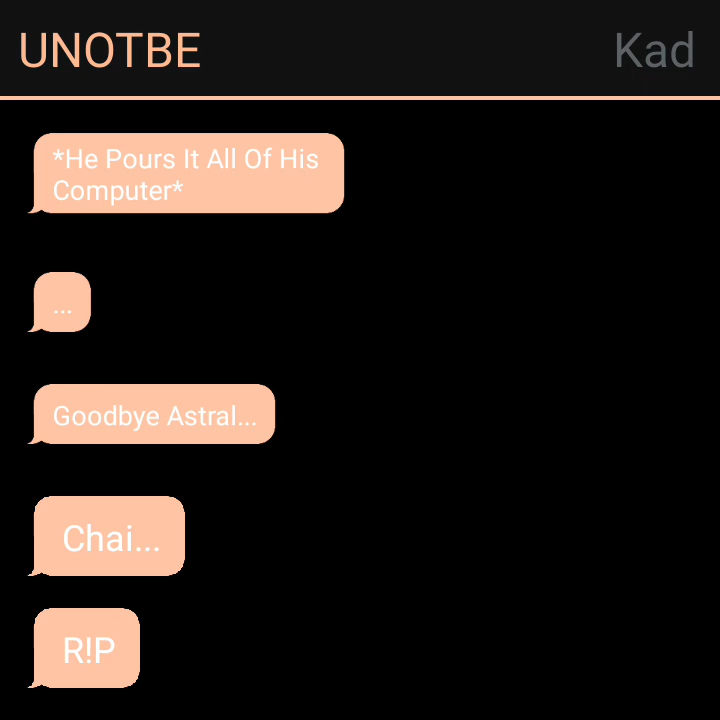 UNOTBE
Kad
*He Pours It All Of His
Computer*
...
Goodbye Astral...
Chai...
R!P